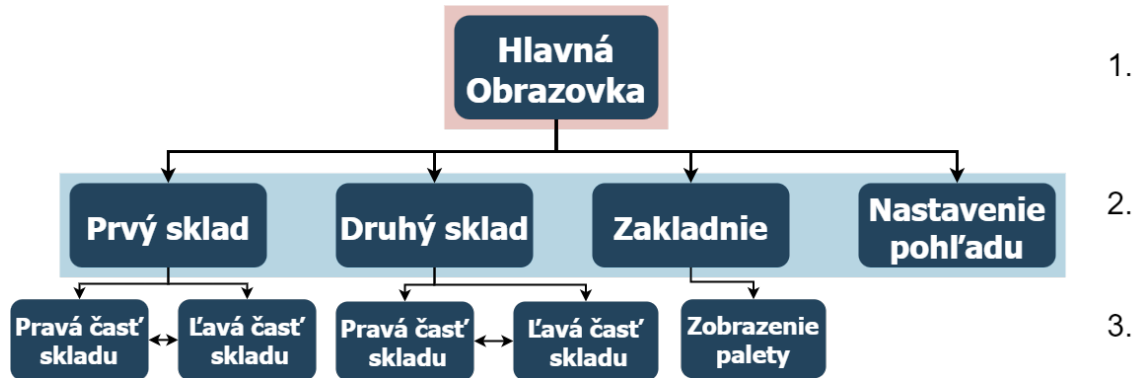 Hlavná
Obrazovka
1.
Prvý sklad
Druhý sklad
Zakladnie
Nastavenie
pohľadu
2.
Pravá časť
skladu
Ľavá časť
skladu
Pravá časť
skladu
Ľavá časť
skladu
Zobrazenie
palety
3.